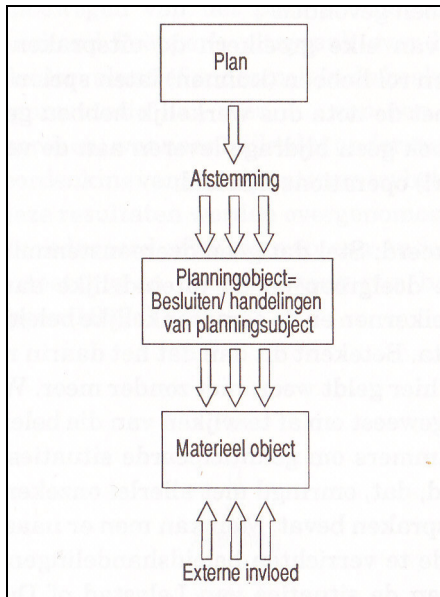 Plan
Afstemming
Planningobject=
Besluiten/ handelingen
van planningsubject
Materieel object
Externe invloed